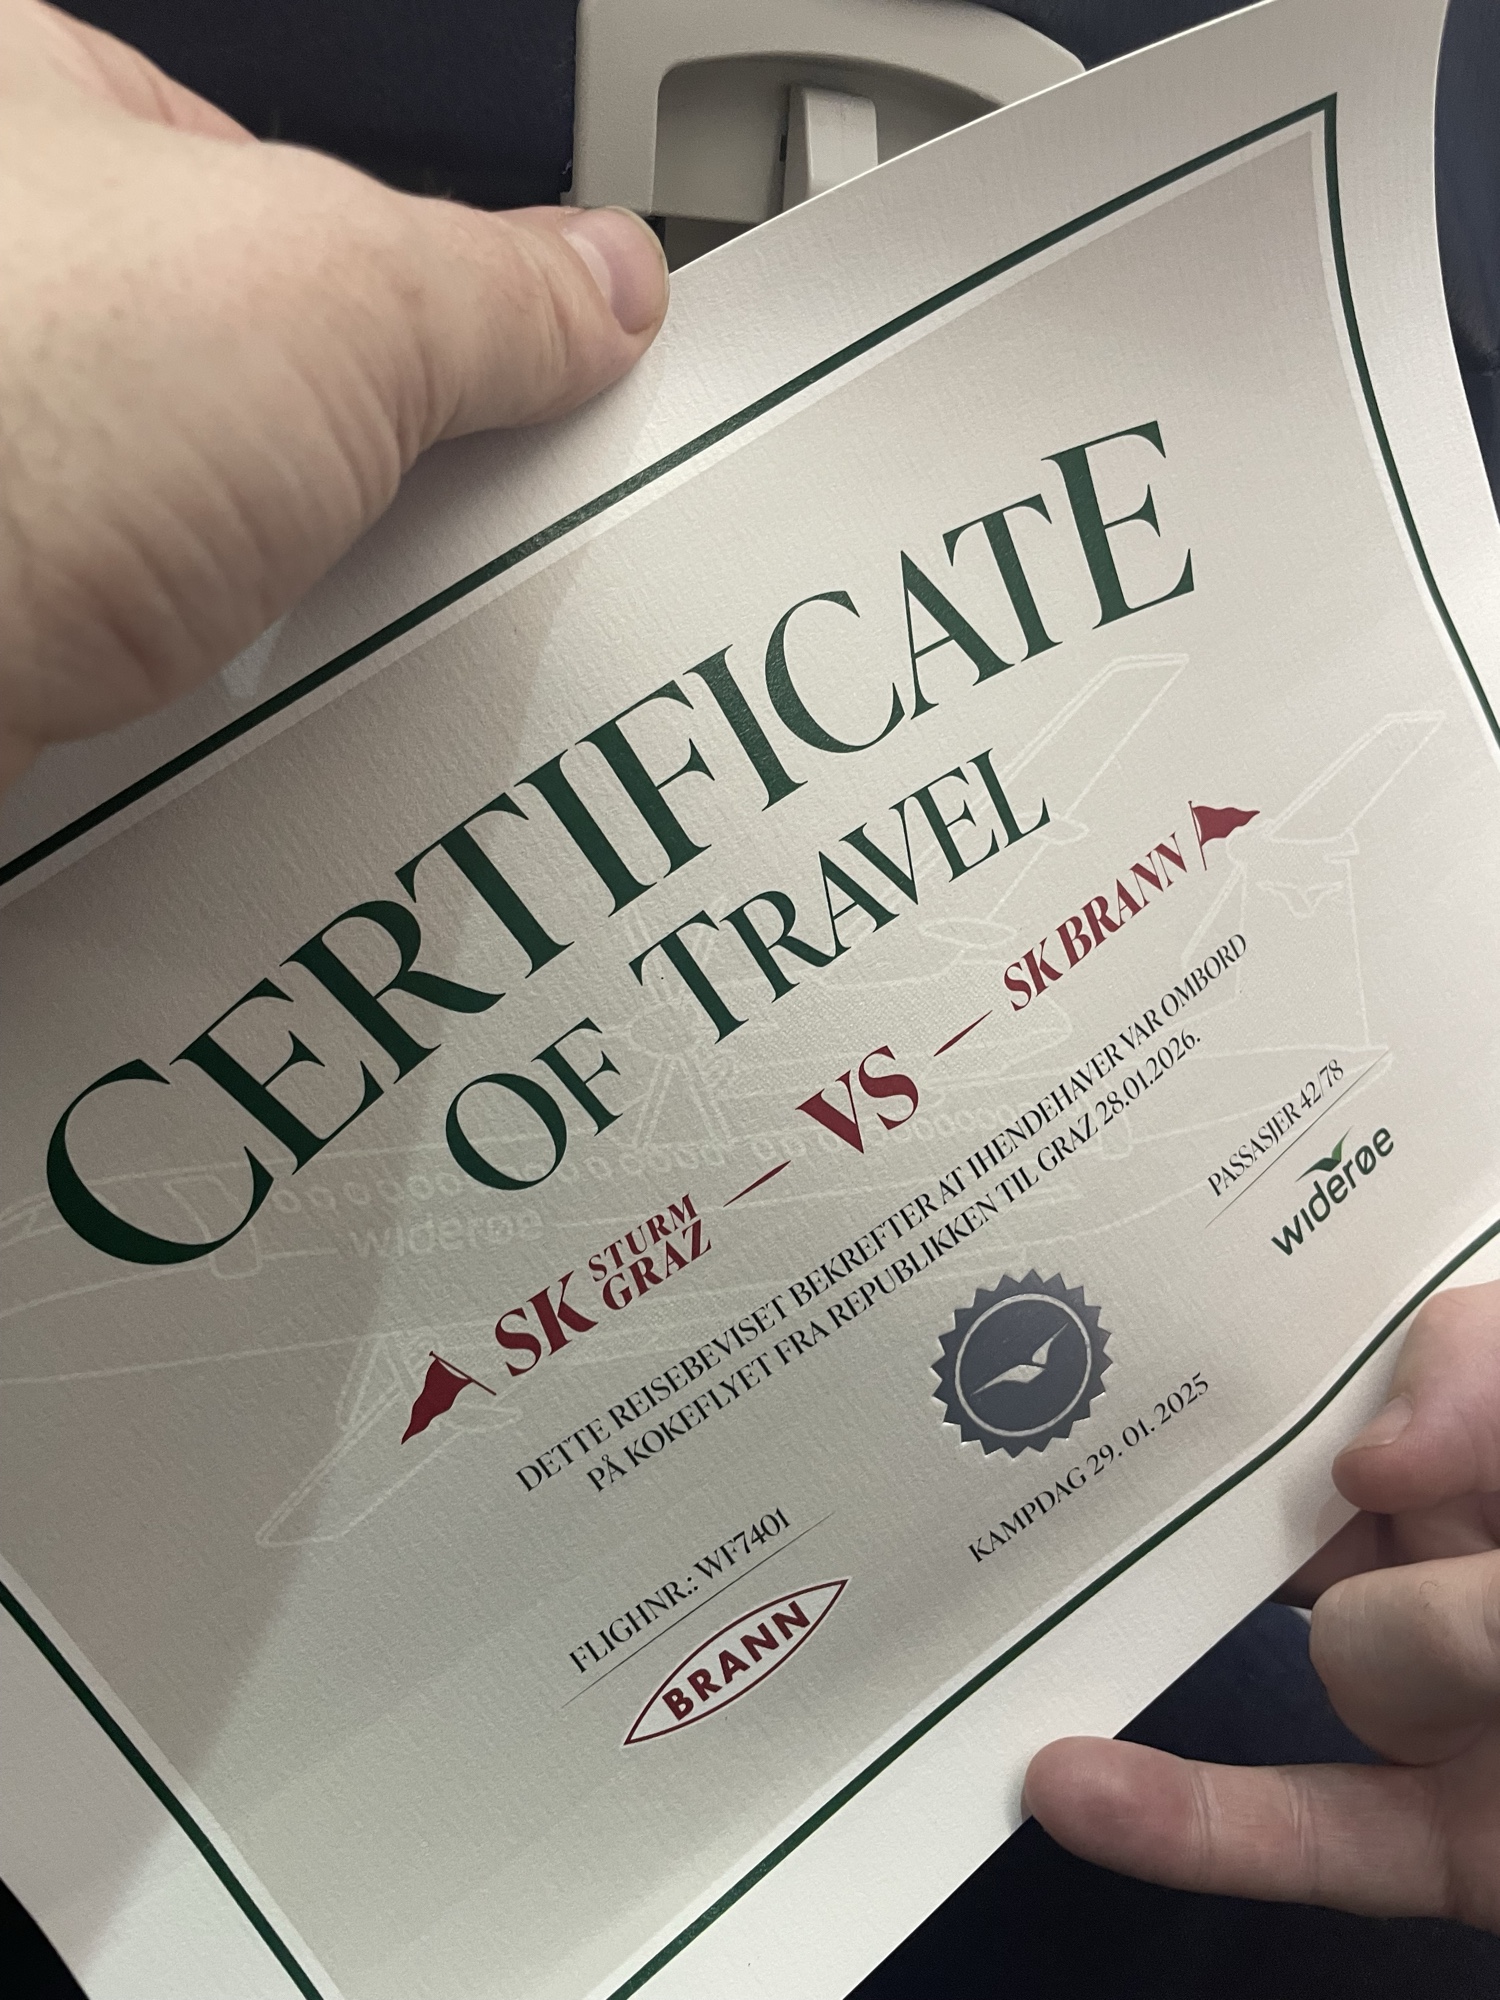 CERTIFICATE
OF TRAVEL
SK STURM GRAZ — VS — SK BRANN
DETTE REISEBEVISET BEKREFTER AT IHENDEHAVER VAR OMBORD
PÅ KOKEFLYET FRA REPUBLIKKEN TIL GRAZ 28.01.2026.
FLIGHNR.: WF7401
PASSASJER 42/78
BRANN
widerøe
KAMPDAG 29. 01. 2025
widerøe